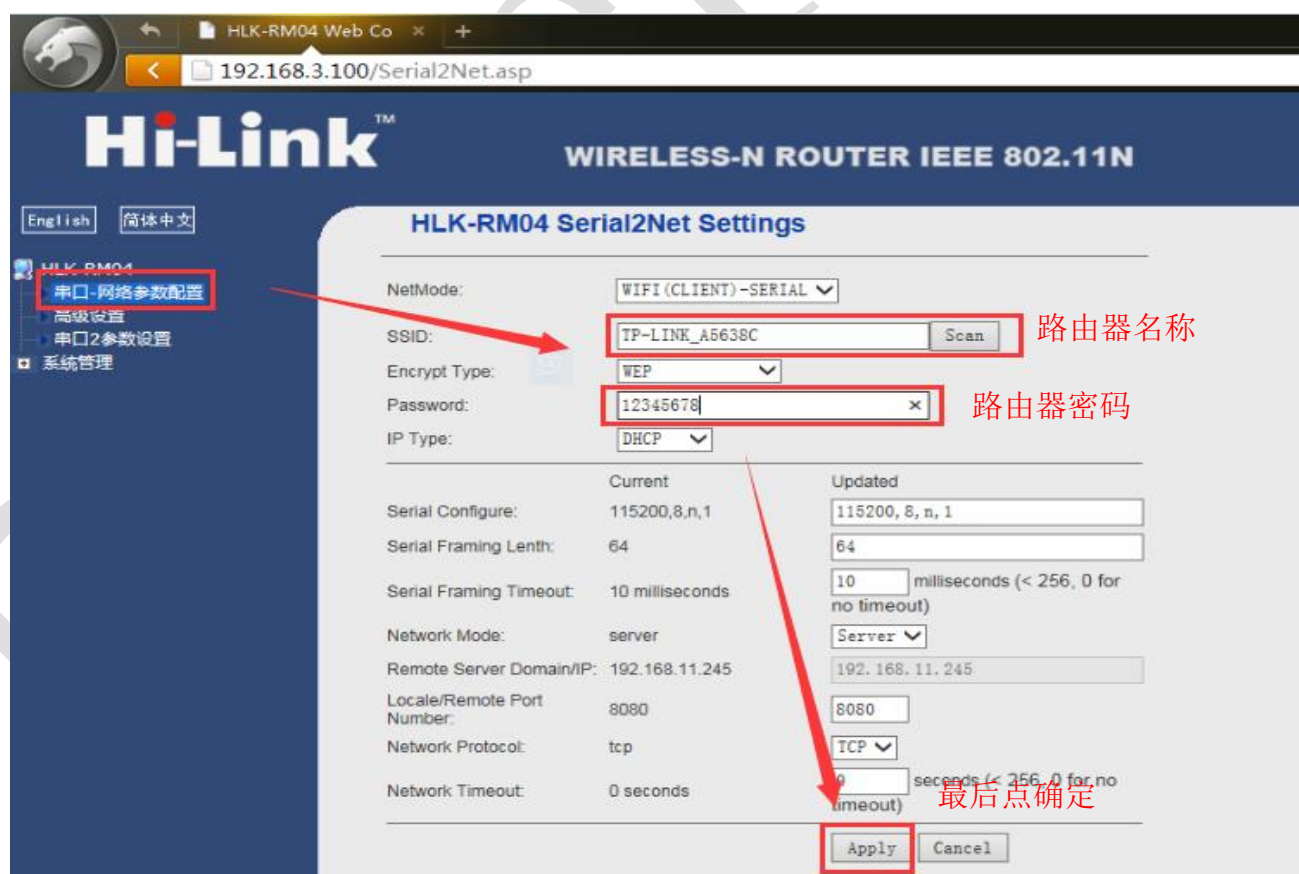 HLK-RM04 Web Co × +
192.168.3.100/Serial2Net.asp
Hi-Link™
WIRELESS-N ROUTER IEEE 802.11N
English 简体中文
HLK-RM04 Serial2Net Settings
HLK-RM04
串口-网络参数配置
高级设置
串口2参数设置
系统管理
NetMode: WIFI(CLIENT)-SERIAL
SSID: TP-LINK_A5638C Scan 路由器名称
Encrypt Type: WEP
Password: 12345678 × 路由器密码
IP Type: DHCP
Current Updated
Serial Configure: 115200,8,n,1 115200,8,n,1
Serial Framing Lenth: 64 64
Serial Framing Timeout: 10 milliseconds 10 milliseconds (< 256, 0 for
no timeout)
Network Mode: server Server
Remote Server Domain/IP: 192.168.11.245 192.168.11.245
Locale/Remote Port
Number: 8080 8080
Network Protocol: tcp TCP
Network Timeout: 0 seconds 0 seconds (< 256, 0 for no
timeout) 最后点确定
Apply Cancel